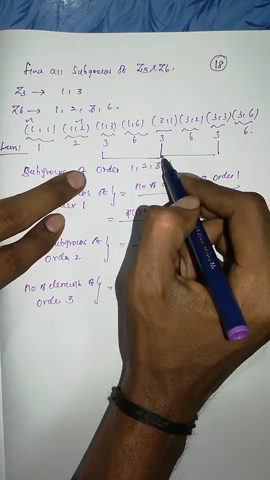 Find all subgroups of Z3 X Z6.
18
Z3 → 1, 3
Z6 → 1, 2, 3, 6.
(1,1) (1,2) (1,3) (1,6) (3,1) (3,2) (3,3) (3,6)
Lcm: 1 2 3 6 3 6 3 6.
Subgroups of order 1, 2, 3
of } = no of order 1
order 1
=
subgroups of } =
order 2
no of elements of } =
order 3